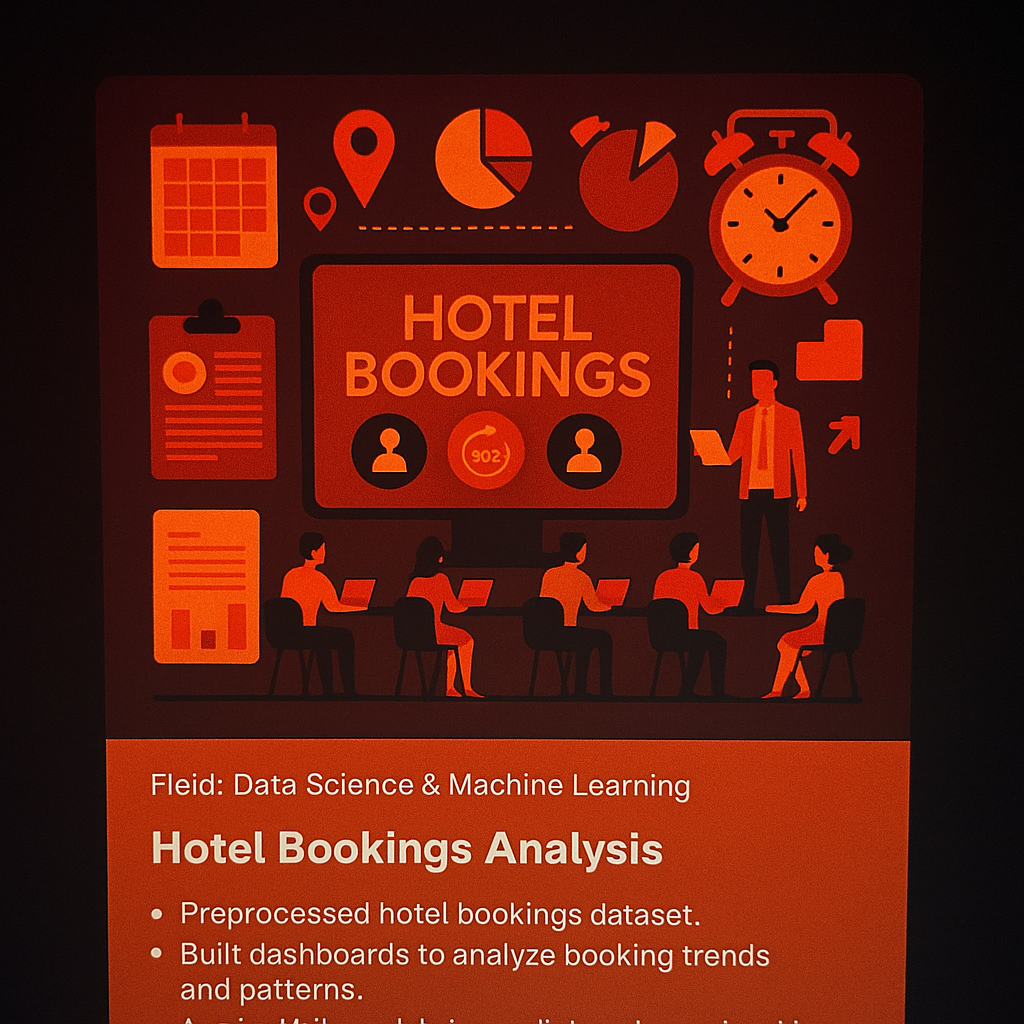 HOTEL
BOOKINGS
902
Fleid: Data Science & Machine Learning
Hotel Bookings Analysis
• Preprocessed hotel bookings dataset.
• Built dashboards to analyze booking trends
and patterns.